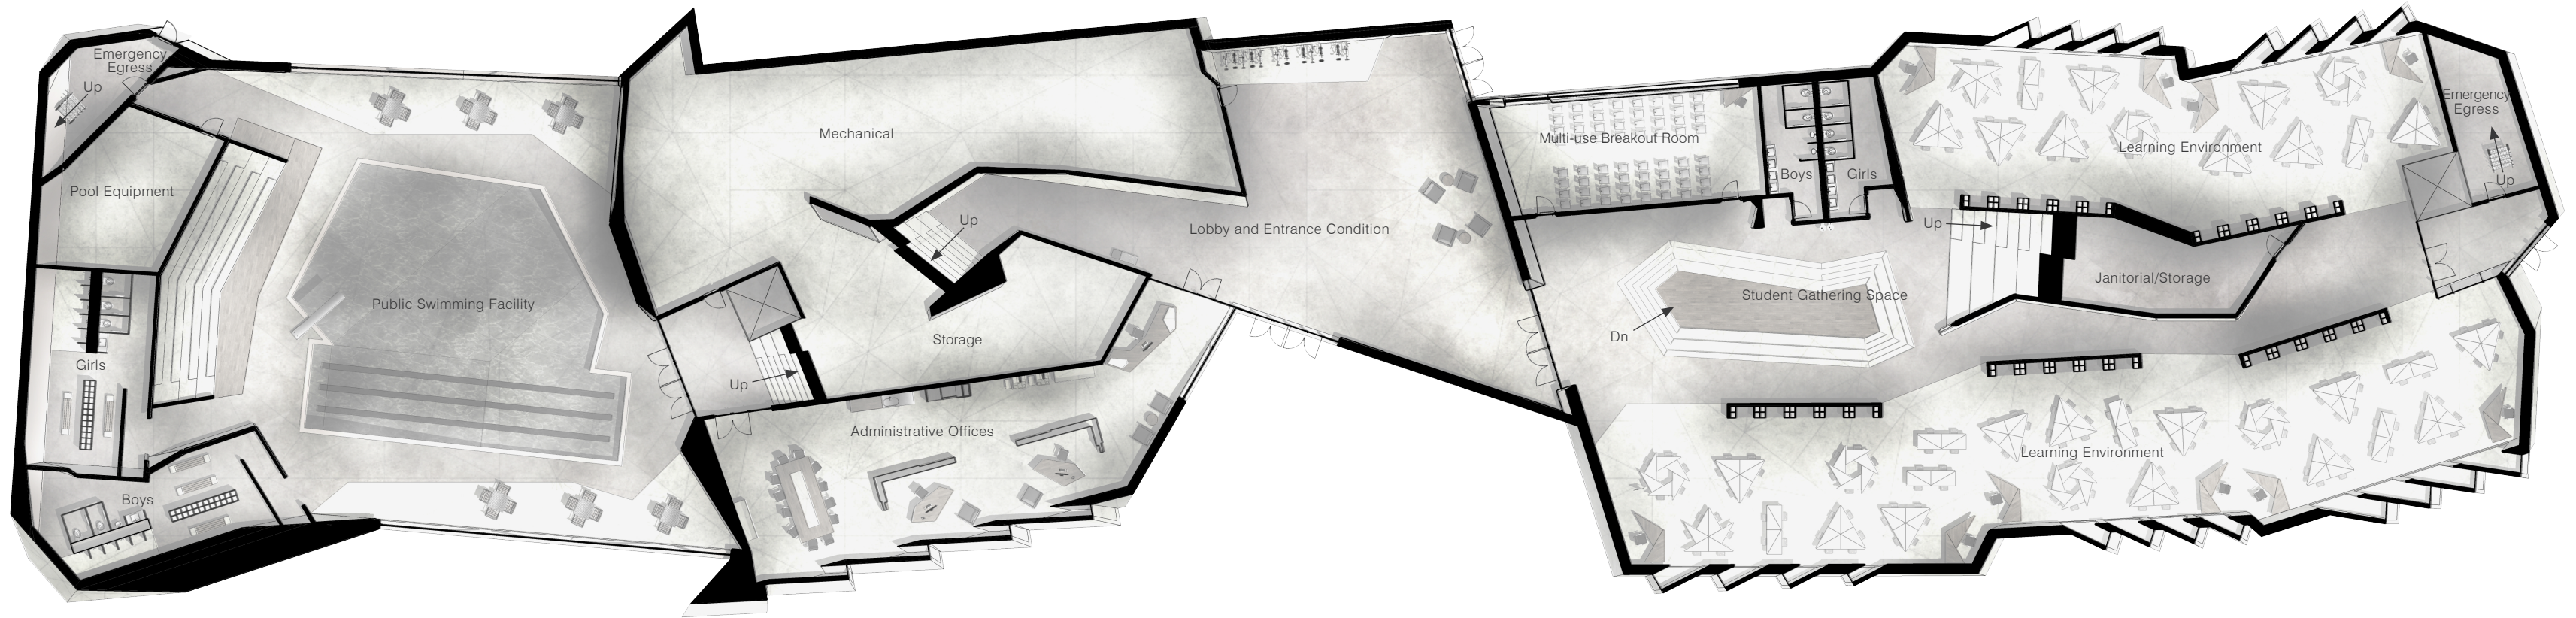 Emergency
Egress
Up
Pool Equipment
Public Swimming Facility
Girls
Boys
Mechanical
Up
Lobby and Entrance Condition
Storage
Up
Administrative Offices
Multi-use Breakout Room
Boys
Girls
Learning Environment
Emergency
Egress
Up
Up
Janitorial/Storage
Student Gathering Space
Dn
Learning Environment